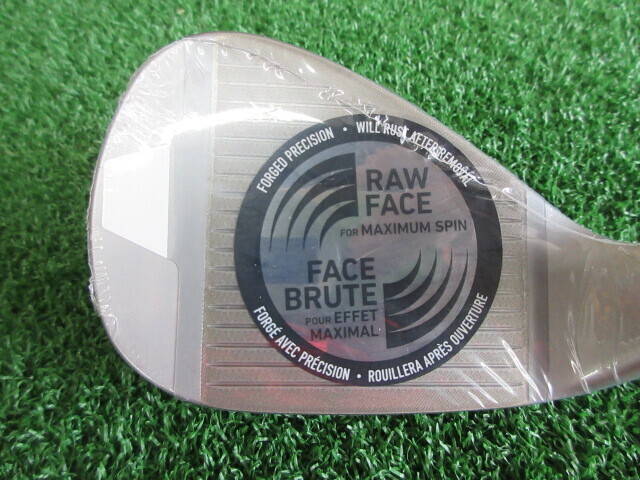 FORGED PRECISION • WILL RUST AFTER REMOVAL
RAW
FACE
FOR MAXIMUM SPIN
FACE
BRUTE
POUR EFFET
MAXIMAL
FORGÉ AVEC PRÉCISION • ROUILLERA APRÈS OUVERTURE